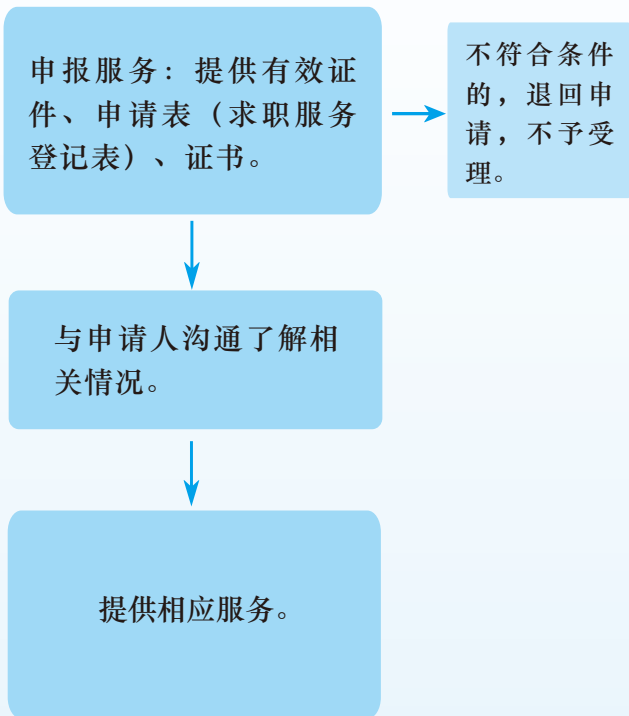 申报服务：提供有效证
件、申请表（求职服务
登记表）、证书。
不符合条件
的，退回申
请，不予受
理。
与申请人沟通了解相
关情况。
提供相应服务。